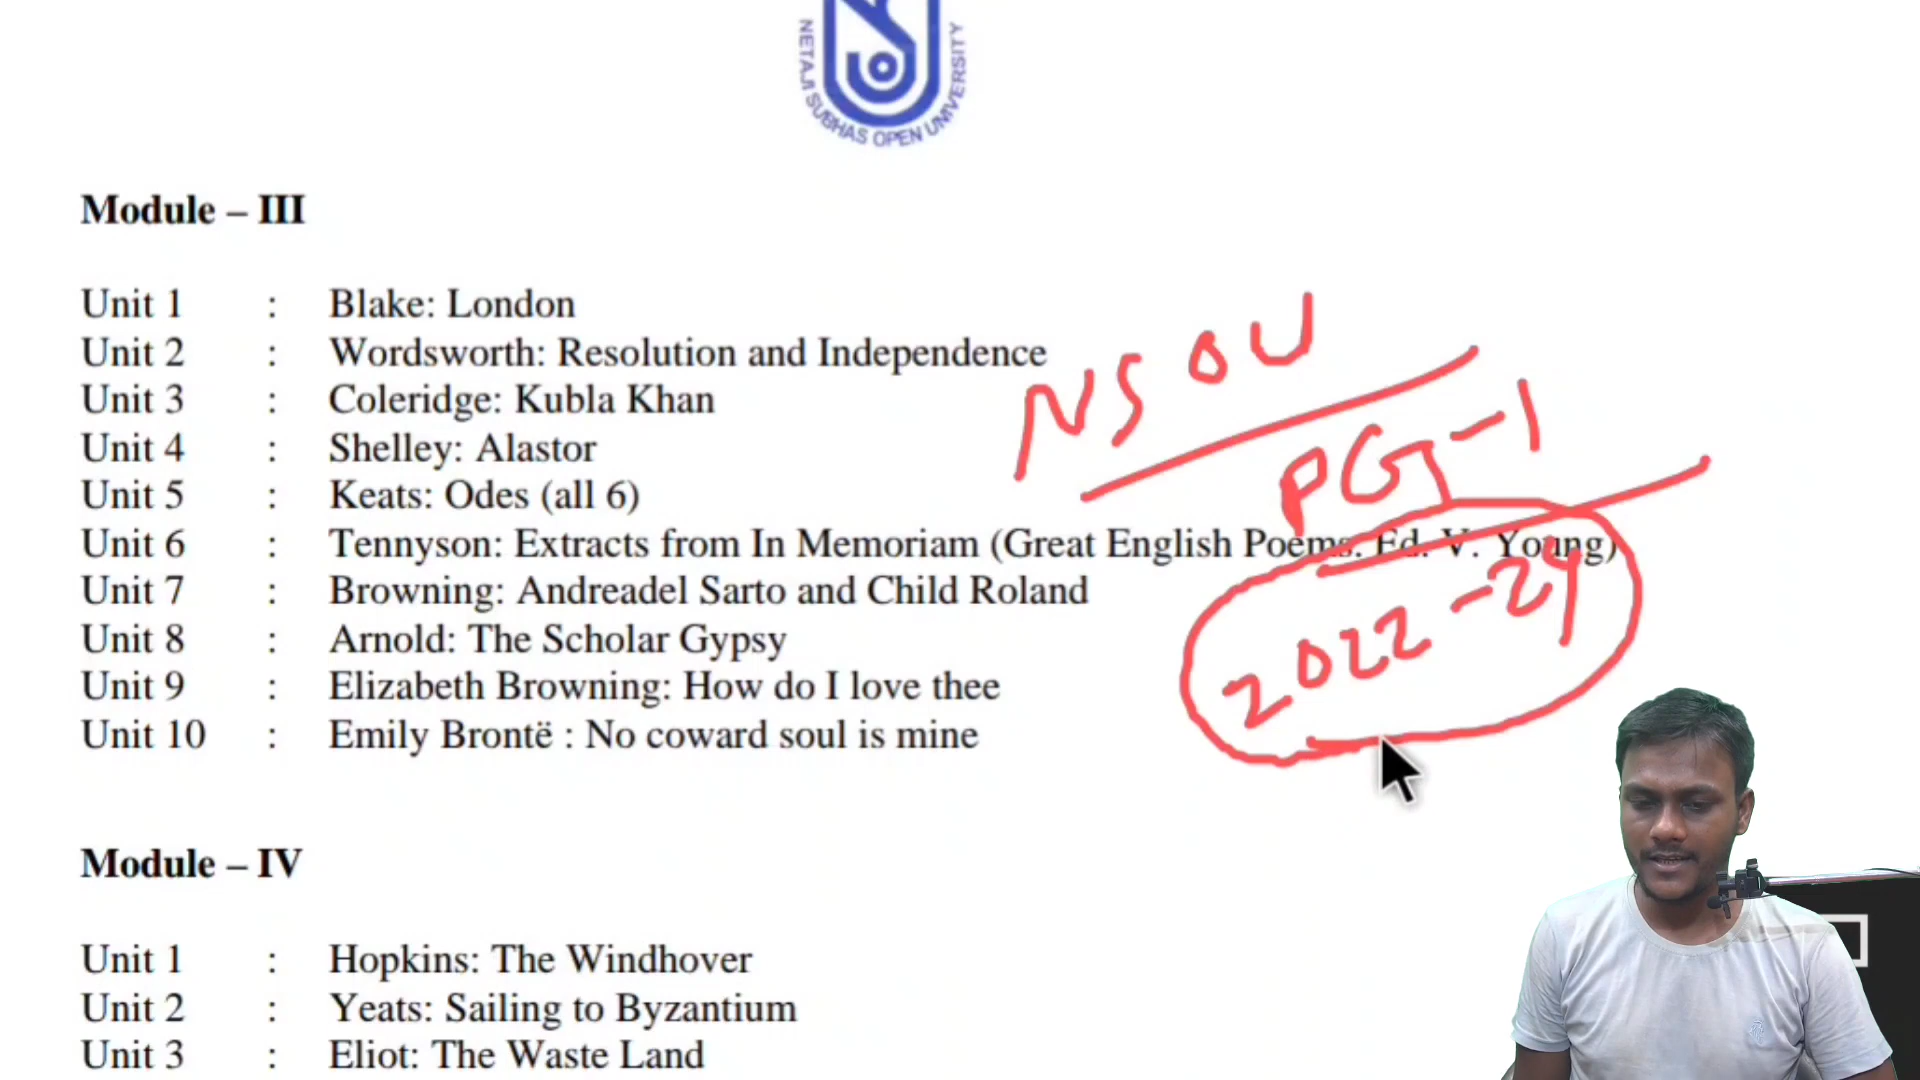 NETAJI SUBHAS OPEN UNIVERSITY
Module – III
Unit 1 : Blake: London
Unit 2 : Wordsworth: Resolution and Independence
Unit 3 : Coleridge: Kubla Khan
Unit 4 : Shelley: Alastor
Unit 5 : Keats: Odes (all 6)
Unit 6 : Tennyson: Extracts from In Memoriam (Great English Poems. Ed. V. Young)
Unit 7 : Browning: Andreadel Sarto and Child Roland
Unit 8 : Arnold: The Scholar Gypsy
Unit 9 : Elizabeth Browning: How do I love thee
Unit 10 : Emily Brontë : No coward soul is mine
NSOU
PG-1
2022-24
Module – IV
Unit 1 : Hopkins: The Windhover
Unit 2 : Yeats: Sailing to Byzantium
Unit 3 : Eliot: The Waste Land